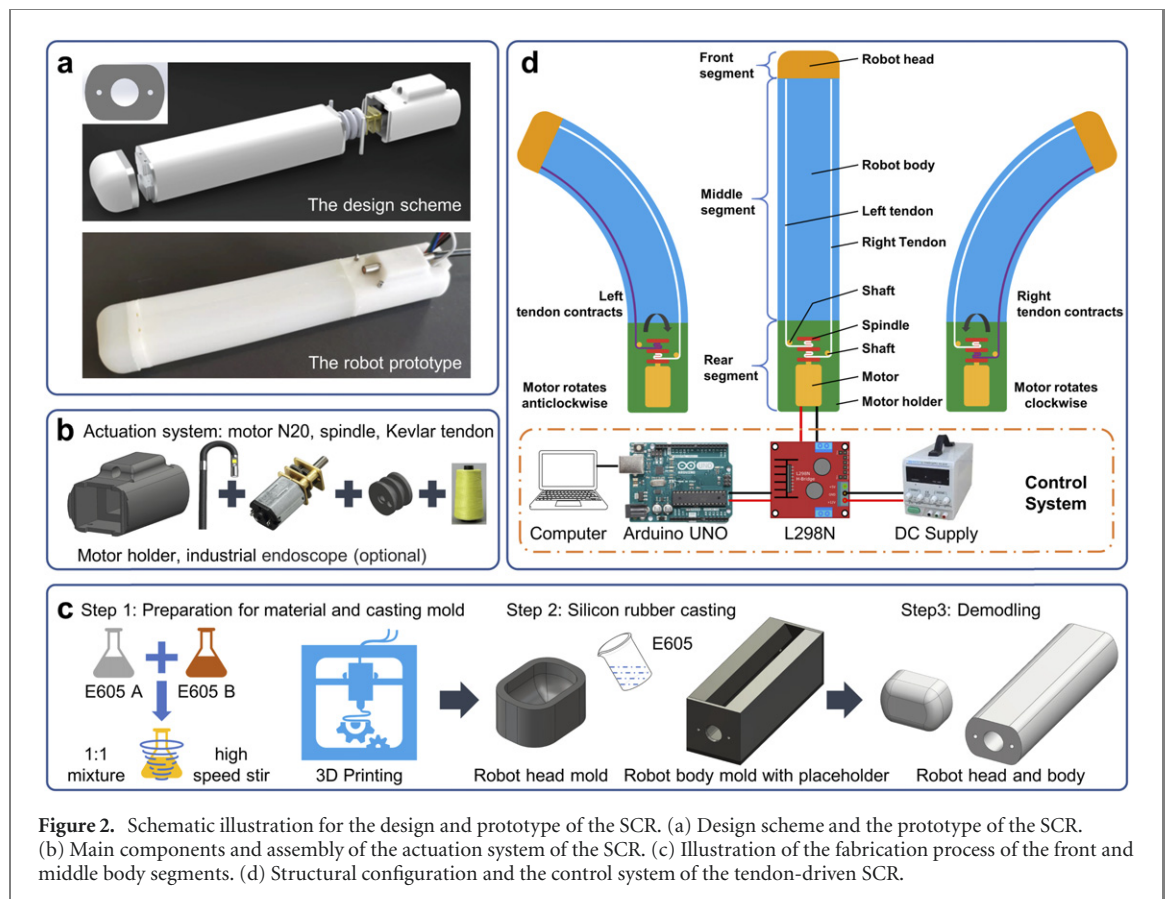 a
The design scheme
The robot prototype
b
Actuation system: motor N20, spindle, Kevlar tendon
Motor holder, industrial endoscope (optional)
d
Front
segment
Robot head
Middle
segment
Robot body
Left tendon
Right Tendon
Left
tendon contracts
Right
tendon contracts
Shaft
Spindle
Shaft
Rear
segment
Motor
Motor holder
Motor rotates
anticlockwise
Motor rotates
clockwise
ARDUINO
L298N
H-Bridge
Control
System
Computer
Arduino UNO
L298N
DC Supply
c
Step 1: Preparation for material and casting mold
E605 A
E605 B
1:1
mixture
high
speed stir
3D Printing
Step 2: Silicon rubber casting
E605
Robot head mold
Robot body mold with placeholder
Step3: Demodling
Robot head and body
Figure 2. Schematic illustration for the design and prototype of the SCR. (a) Design scheme and the prototype of the SCR.
(b) Main components and assembly of the actuation system of the SCR. (c) Illustration of the fabrication process of the front and
middle body segments. (d) Structural configuration and the control system of the tendon-driven SCR.